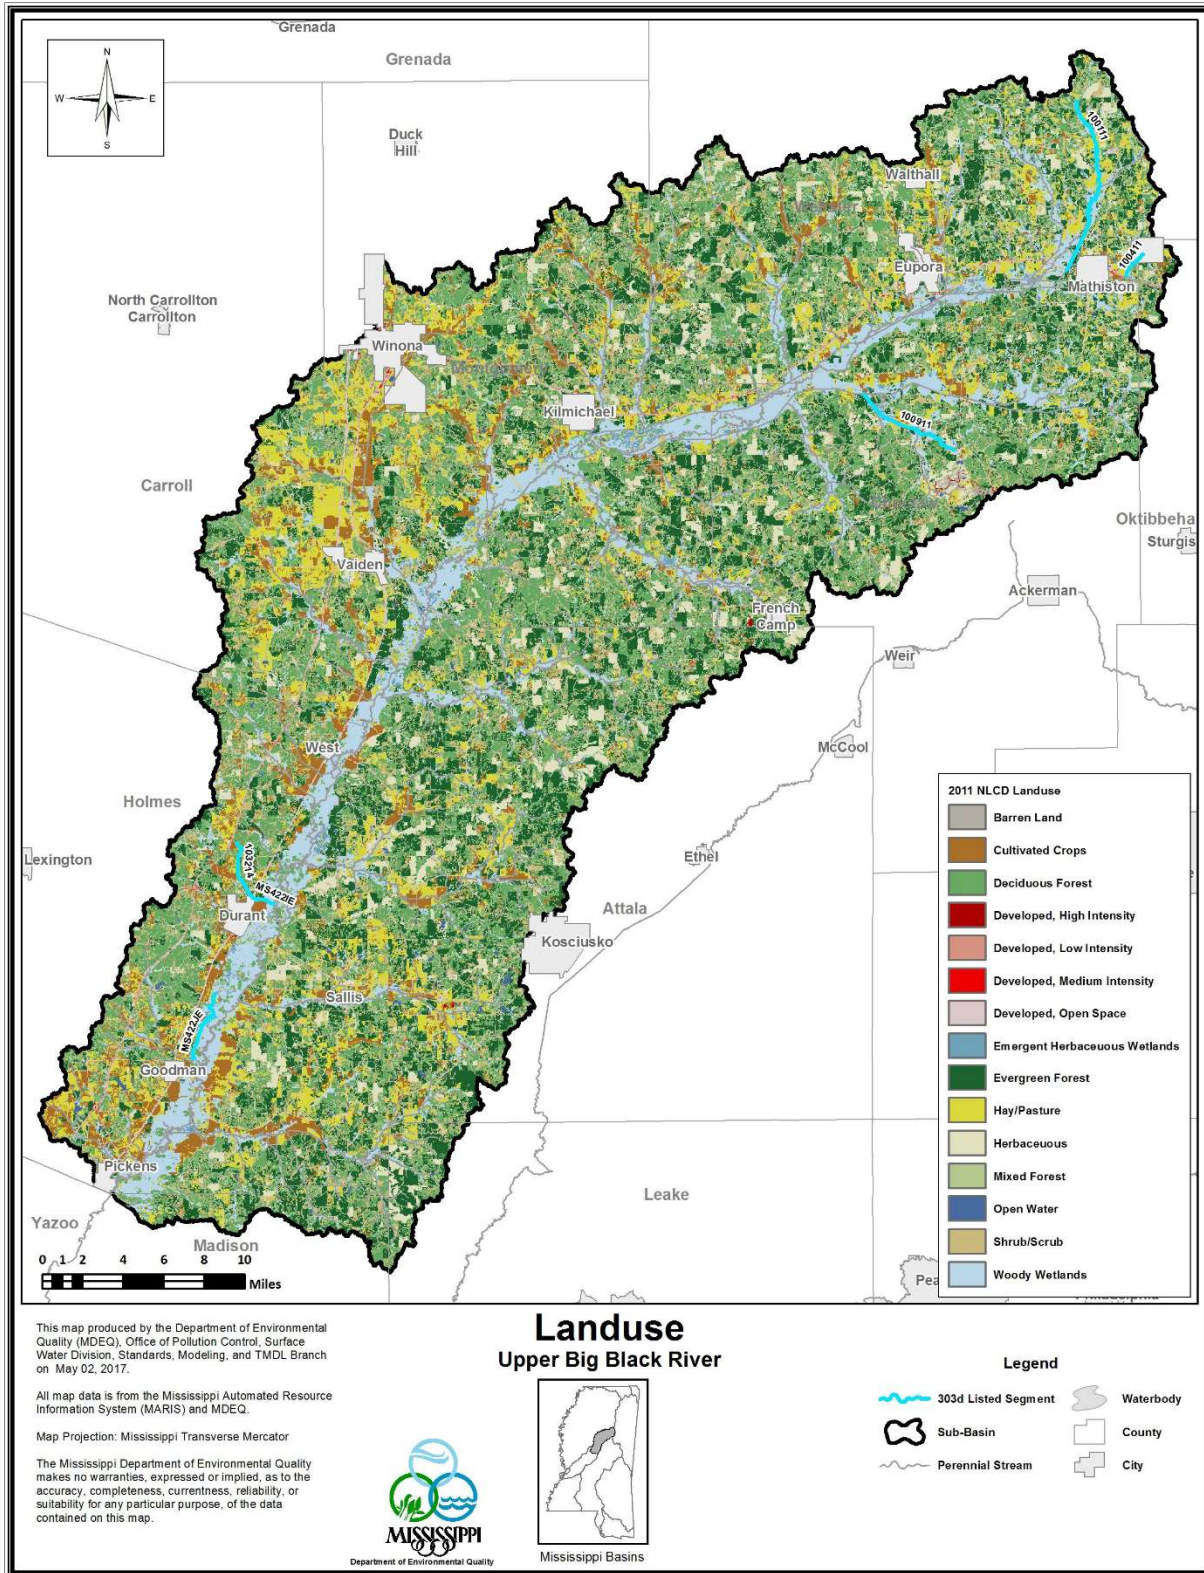 Grenada
Grenada
N
W
E
S
Duck
Hill
100111
Walthall
Webster
100411
Eupora
Mathiston
North Carrollton
Carrollton
Winona
Montgomery
Kilmichael
100911
Carroll
Oktibbeha
Sturgis
Vaiden
Ackerman
French
Camp
Weir
West
McCool
Holmes
2011 NLCD Landuse
Barren Land
Cultivated Crops
Deciduous Forest
Developed, High Intensity
Developed, Low Intensity
Developed, Medium Intensity
Developed, Open Space
Emergent Herbaceuous Wetlands
Evergreen Forest
Hay/Pasture
Herbaceuous
Mixed Forest
Open Water
Shrub/Scrub
Woody Wetlands
Lexington
103214
MS422IE
Ethel
Durant
Attala
Kosciusko
Sallis
MS422JE
Goodman
Pickens
Leake
Yazoo
Madison
0 1 2 4 6 8 10
Miles
This map produced by the Department of Environmental
Quality (MDEQ), Office of Pollution Control, Surface
Water Division, Standards, Modeling, and TMDL Branch
on May 02, 2017.
All map data is from the Mississippi Automated Resource
Information System (MARIS) and MDEQ.
Map Projection: Mississippi Transverse Mercator
The Mississippi Department of Environmental Quality
makes no warranties, expressed or implied, as to the
accuracy, completeness, currentness, reliability, or
suitability for any particular purpose, of the data
contained on this map.
Landuse
Upper Big Black River
MISSISSIPPI
Department of Environmental Quality
Mississippi Basins
Legend
303d Listed Segment
Waterbody
Sub-Basin
County
Perennial Stream
City